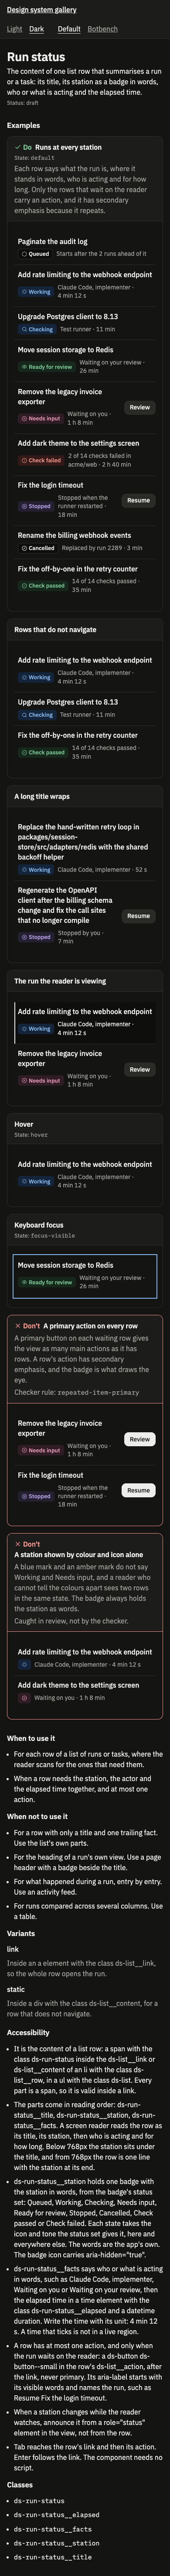 Design system gallery
Light Dark Default Botbench
Run status
The content of one list row that summarises run
or a task: its title, its station as a badge in words,
who or what is acting and the elapsed time.
Status: draft
Examples
Do Runs at every station
State: default
Each row says what the run is, where it
stands in words, who is acting and for how
long. Only the rows that wait on the reader
carry an action, and it has secondary
emphasis because it repeats.
Paginate the audit log
Queued Starts after the 2 runs ahead of it
Add rate limiting to the webhook endpoint
Working Claude Code, implementer ·
4 min 12 s
Upgrade Postgres client to 8.13
Checking Test runner · 11 min
Move session storage to Redis
Ready for review Waiting on your review ·
26 min
Remove the legacy invoice
exporter
Needs input Waiting on you ·
1 h 8 min
Review
Add dark theme to the settings screen
Check failed 2 of 14 checks failed in
acme/web · 2 h 40 min
Fix the login timeout
Stopped Stopped when the
runner restarted ·
18 min
Resume
Rename the billing webhook events
Cancelled Replaced by run 2289 · 3 min
Fix the off-by-one in the retry counter
Check passed 14 of 14 checks passed ·
35 min
Rows that do not navigate
Add rate limiting to the webhook endpoint
Working Claude Code, implementer ·
4 min 12 s
Upgrade Postgres client to 8.13
Checking Test runner · 11 min
Fix the off-by-one in the retry counter
Check passed 14 of 14 checks passed ·
35 min
A long title wraps
Replace the hand-written retry loop in
packages/session-
store/src/adapters/redis with the shared
backoff helper
Working Claude Code, implementer · 52 s
Regenerate the OpenAPI
client after the billing schema
change and fix the call sites
that no longer compile
Stopped Stopped by you ·
7 min
Resume
The run the reader is viewing
Add rate limiting to the webhook endpoint
Working Claude Code, implementer ·
4 min 12 s
Remove the legacy invoice
exporter
Needs input Waiting on you ·
1 h 8 min
Review
Hover
State: hover
Add rate limiting to the webhook endpoint
Working Claude Code, implementer ·
4 min 12 s
Keyboard focus
State: focus-visible
Move session storage to Redis
Ready for review Waiting on your review ·
26 min
Don't A primary action on every row
A primary button on each waiting row gives
the view as many main actions as it has
rows. A row's action has secondary
emphasis, and the badge is what draws the
eye.
Checker rule: repeated-item-primary
Remove the legacy invoice
exporter
Needs input Waiting on you ·
1 h 8 min
Review
Fix the login timeout
Stopped Stopped when the
runner restarted ·
18 min
Resume
Don't
A station shown by colour and icon alone
A blue mark and an amber mark do not say
Working and Needs input, and a reader who
cannot tell the colours apart sees two rows
in the same state. The badge always holds
the station as words.
Caught in review, not by the checker.
Add rate limiting to the webhook endpoint
Claude Code, implementer · 4 min 12 s
Add dark theme to the settings screen
Waiting on you · 1 h 8 min
When to use it
• For each row of a list of runs or tasks, where the
reader scans for the ones that need them.
• When a row needs the station, the actor and
the elapsed time together, and at most one
action.
When not to use it
• For a row with only a title and one trailing fact.
Use the list's own parts.
• For the heading of a run's own view. Use a page
header with a badge beside the title.
• For what happened during a run, entry by entry.
Use an activity feed.
• For runs compared across several columns. Use
a table.
Variants
link
Inside an a element with the class ds-list__link,
so the whole row opens the run.
static
Inside a div with the class ds-list__content, for a
row that does not navigate.
Accessibility
• It is the content of a list row: a span with the
class ds-run-status inside the ds-list__link or
ds-list__content of an li with the class ds-
list__row, in a ul with the class ds-list. Every
part is a span, so it is valid inside a link.
• The parts come in reading order: ds-run-
status__title, ds-run-status__station, ds-run-
status__facts. A screen reader reads the row as
its title, its station, then who is acting and for
how long. Below 768px the station sits under
the title, and from 768px the row is one line
with the station at its end.
• ds-run-status__station holds one badge with
the station in words, from the badge's status
set: Queued, Working, Checking, Needs input,
Ready for review, Stopped, Cancelled, Check
passed or Check failed. Each state takes the
icon and tone the status set gives it, here and
everywhere else. The words are the app's own.
The badge icon carries aria-hidden="true".
• ds-run-status__facts says who or what is acting
in words, such as Claude Code, implementer,
Waiting on you or Waiting on your review, then
the elapsed time in a time element with the
class ds-run-status__elapsed and a datetime
duration. Write the time with its unit: 4 min 12
s. A time that ticks is not in a live region.
• A row has at most one action, and only when
the run waits on the reader: a ds-button ds-
button--small in the row's ds-list__action, after
the link, never primary. Its aria-label starts with
its visible words and names the run, such as
Resume Fix the login timeout.
• When a station changes while the reader
watches, announce it from a role="status"
element in the view, not from the row.
• Tab reaches the row's link and then its action.
Enter follows the link. The component needs no
script.
Classes
• ds-run-status
• ds-run-status__elapsed
• ds-run-status__facts
• ds-run-status__station
• ds-run-status__title